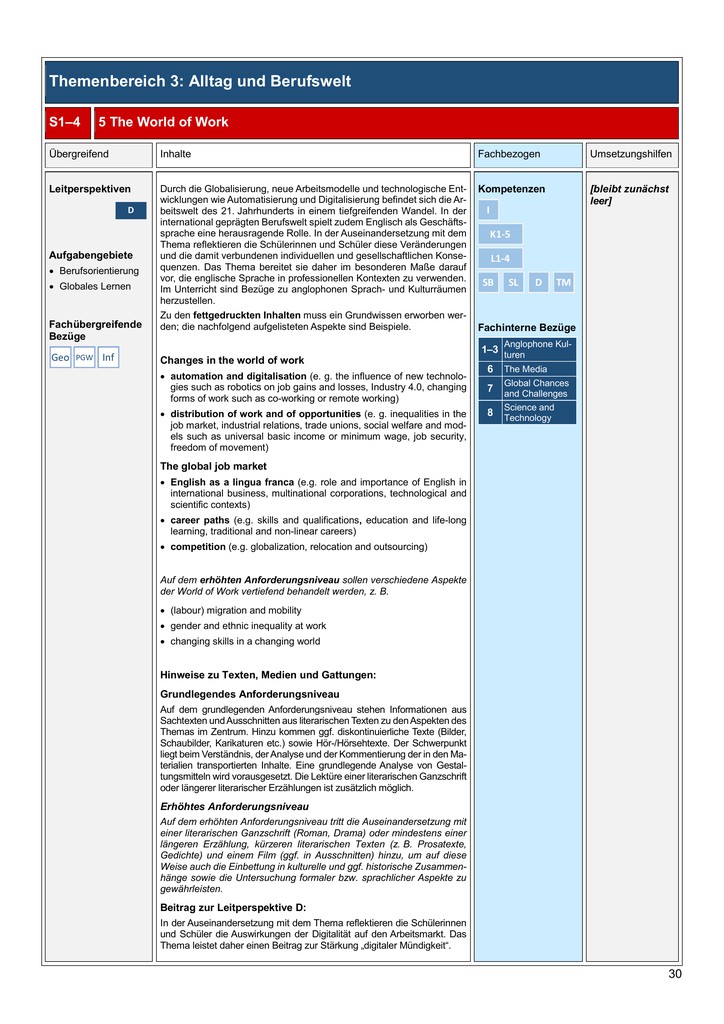 Themenbereich 3: Alltag und Berufswelt
S1–4
5 The World of Work
Übergreifend
Inhalte
Fachbezogen
Umsetzungshilfen
Leitperspektiven
D
Aufgabengebiete
• Berufsorientierung
• Globales Lernen
Fachübergreifende
Bezüge
Geo PGW Inf
Durch die Globalisierung, neue Arbeitsmodelle und technologische Ent-
wicklungen wie Automatisierung und Digitalisierung befindet sich die Ar-
beitswelt des 21. Jahrhunderts in einem tiefgreifenden Wandel. In der
international geprägten Berufswelt spielt zudem Englisch als Geschäfts-
sprache eine herausragende Rolle. In der Auseinandersetzung mit dem
Thema reflektieren die Schülerinnen und Schüler diese Veränderungen
und die damit verbundenen individuellen und gesellschaftlichen Konse-
quenzen. Das Thema bereitet sie daher im besonderen Maße darauf
vor, die englische Sprache in professionellen Kontexten zu verwenden.
Im Unterricht sind Bezüge zu anglophonen Sprach- und Kulturräumen
herzustellen.
Zu den fettgedruckten Inhalten muss ein Grundwissen erworben wer-
den; die nachfolgend aufgelisteten Aspekte sind Beispiele.
Changes in the world of work
• automation and digitalisation (e. g. the influence of new technolo-
gies such as robotics on job gains and losses, Industry 4.0, changing
forms of work such as co-working or remote working)
• distribution of work and of opportunities (e. g. inequalities in the
job market, industrial relations, trade unions, social welfare and mod-
els such as universal basic income or minimum wage, job security,
freedom of movement)
The global job market
• English as a lingua franca (e.g. role and importance of English in
international business, multinational corporations, technological and
scientific contexts)
• career paths (e.g. skills and qualifications, education and life-long
learning, traditional and non-linear careers)
• competition (e.g. globalization, relocation and outsourcing)
Auf dem erhöhten Anforderungsniveau sollen verschiedene Aspekte
der World of Work vertiefend behandelt werden, z. B.
• (labour) migration and mobility
• gender and ethnic inequality at work
• changing skills in a changing world
Hinweise zu Texten, Medien und Gattungen:
Grundlegendes Anforderungsniveau
Auf dem grundlegenden Anforderungsniveau stehen Informationen aus
Sachtexten und Ausschnitten aus literarischen Texten zu den Aspekten des
Themas im Zentrum. Hinzu kommen ggf. diskontinuierliche Texte (Bilder,
Schaubilder, Karikaturen etc.) sowie Hör-/Hörsehtexte. Der Schwerpunkt
liegt beim Verständnis, der Analyse und der Kommentierung der in den Ma-
terialien transportierten Inhalte. Eine grundlegende Analyse von Gestal-
tungsmitteln wird vorausgesetzt. Die Lektüre einer literarischen Ganzschrift
oder längerer literarischer Erzählungen ist zusätzlich möglich.
Erhöhtes Anforderungsniveau
Auf dem erhöhten Anforderungsniveau tritt die Auseinandersetzung mit
einer literarischen Ganzschrift (Roman, Drama) oder mindestens einer
längeren Erzählung, kürzeren literarischen Texten (z. B. Prosatexte,
Gedichte) und einem Film (ggf. in Ausschnitten) hinzu, um auf diese
Weise auch die Einbettung in kulturelle und ggf. historische Zusammen-
hänge sowie die Untersuchung formaler bzw. sprachlicher Aspekte zu
gewährleisten.
Beitrag zur Leitperspektive D:
In der Auseinandersetzung mit dem Thema reflektieren die Schülerinnen
und Schüler die Auswirkungen der Digitalität auf den Arbeitsmarkt. Das
Thema leistet daher einen Beitrag zur Stärkung „digitaler Mündigkeit“.
Kompetenzen
I
K1-5
L1-4
SB SL D TM
Fachinterne Bezüge
1–3 Anglophone Kul-
turen
6 The Media
7 Global Chances
and Challenges
8 Science and
Technology
[bleibt zunächst
leer]
30